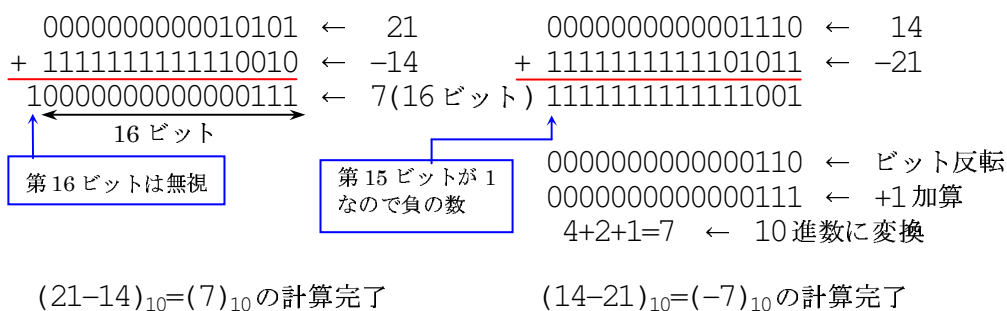 0000000000010101 ← 21
+ 1111111111110010 ← −14
10000000000000111 ← 7(16ビット)
16 ビット
第16ビットは無視
0000000000001110 ← 14
+ 1111111111101011 ← −21
1111111111111001
第15ビットが1
なので負の数
0000000000000110 ← ビット反転
0000000000000111 ← +1加算
4+2+1=7 ← 10進数に変換
(21−14)₁₀=(7)₁₀の計算完了
(14−21)₁₀=(−7)₁₀の計算完了